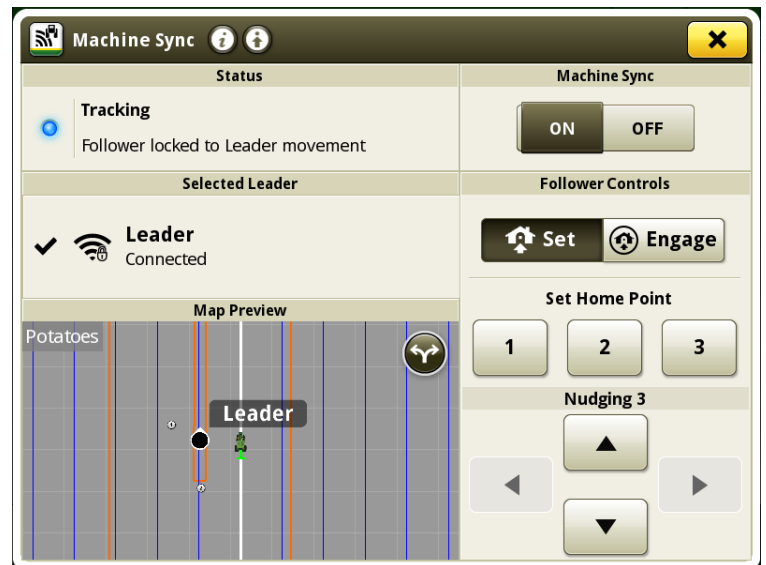 Machine Sync
Status
Tracking
Follower locked to Leader movement
Selected Leader
Leader
Connected
Map Preview
Potatoes
Leader
Machine Sync
ON OFF
Follower Controls
Set Engage
Set Home Point
1 2 3
Nudging 3